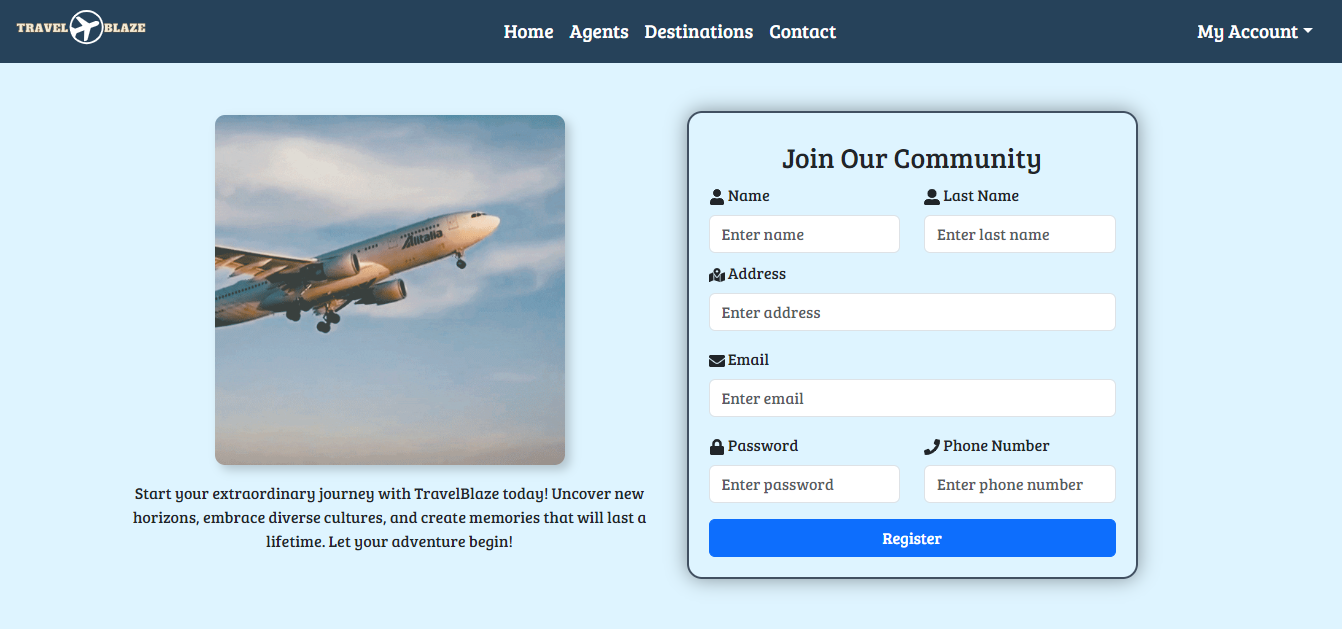 TRAVEL BLAZE
Home Agents Destinations Contact
My Account
Alitalia
Start your extraordinary journey with TravelBlaze today! Uncover new
horizons, embrace diverse cultures, and create memories that will last a
lifetime. Let your adventure begin!
Join Our Community
Name
Last Name
Enter name
Enter last name
Address
Enter address
Email
Enter email
Password
Phone Number
Enter password
Enter phone number
Register